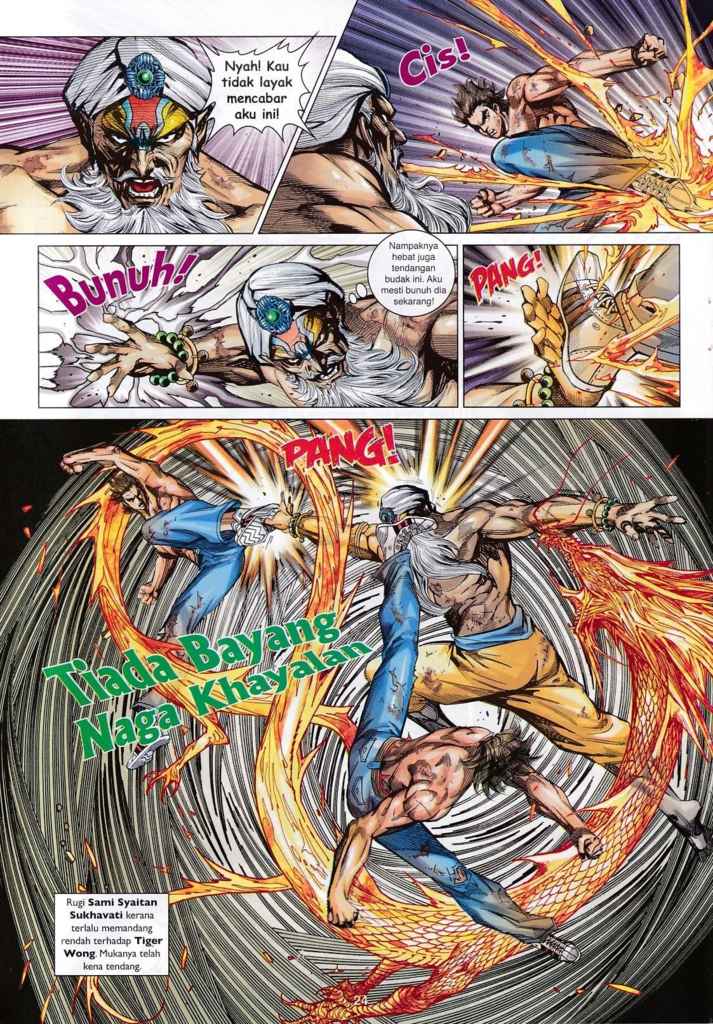 Nyah! Kau
tidak layak
mencabar
aku ini!
Cis!
Bunuh!
Nampaknya
hebat juga
tendangan
budak ini. Aku
mesti bunuh dia
sekarang!
PANG!
PANG!
Tiada Bayang
Naga Khayalan
Rugi Sami Syaitan
Sukhavati kerana
terlalu memandang
rendah terhadap Tiger
Wong. Mukanya telah
kena tendang.
24